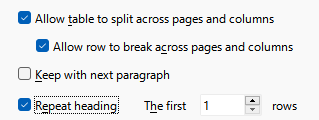 Allow table to split across pages and columns
Allow row to break across pages and columns
Keep with next paragraph
Repeat heading The first 1 rows